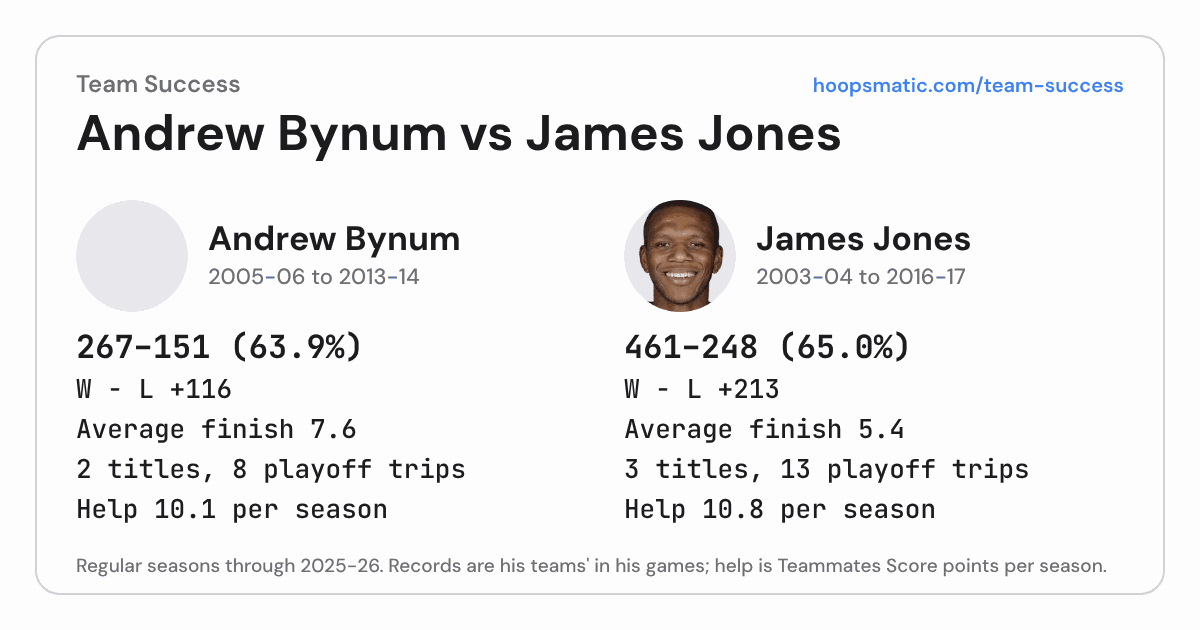 Team Success
hoopsmatic.com/team-success
Andrew Bynum vs James Jones
Andrew Bynum
2005-06 to 2013-14
267-151 (63.9%)
W - L +116
Average finish 7.6
2 titles, 8 playoff trips
Help 10.1 per season
James Jones
2003-04 to 2016-17
461-248 (65.0%)
W - L +213
Average finish 5.4
3 titles, 13 playoff trips
Help 10.8 per season
Regular seasons through 2025-26. Records are his teams' in his games; help is Teammates Score points per season.